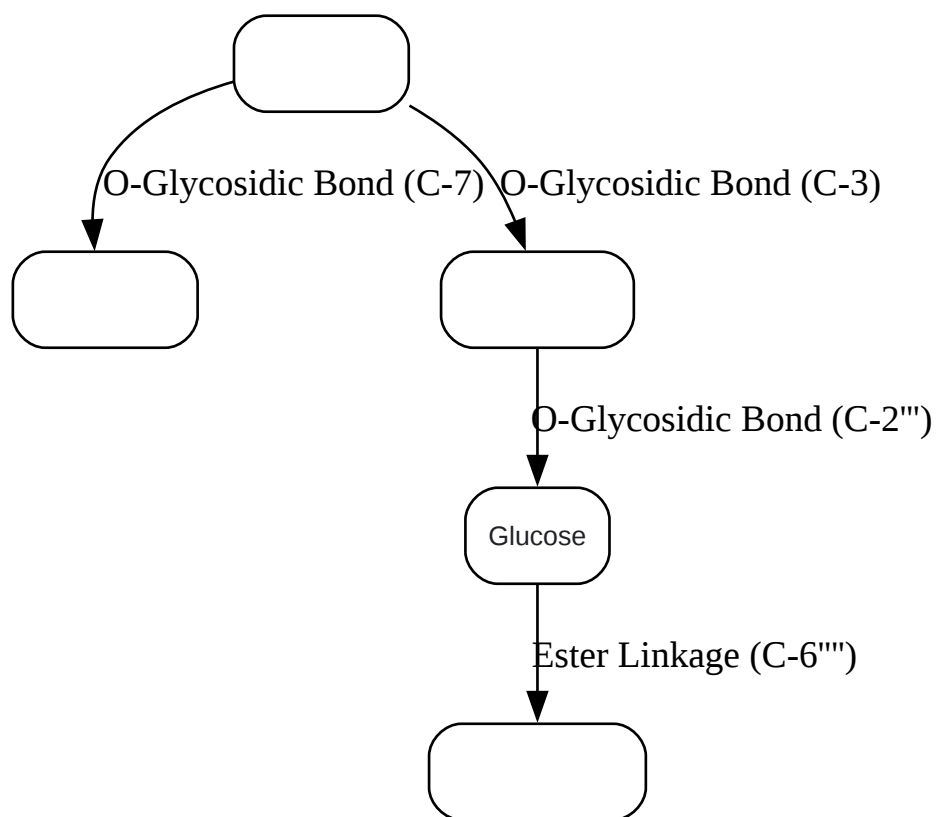 O-Glycosidic Bond (C-7)
O-Glycosidic Bond (C-3)
O-Glycosidic Bond (C-2''')
Glucose
Ester Linkage (C-6'''')